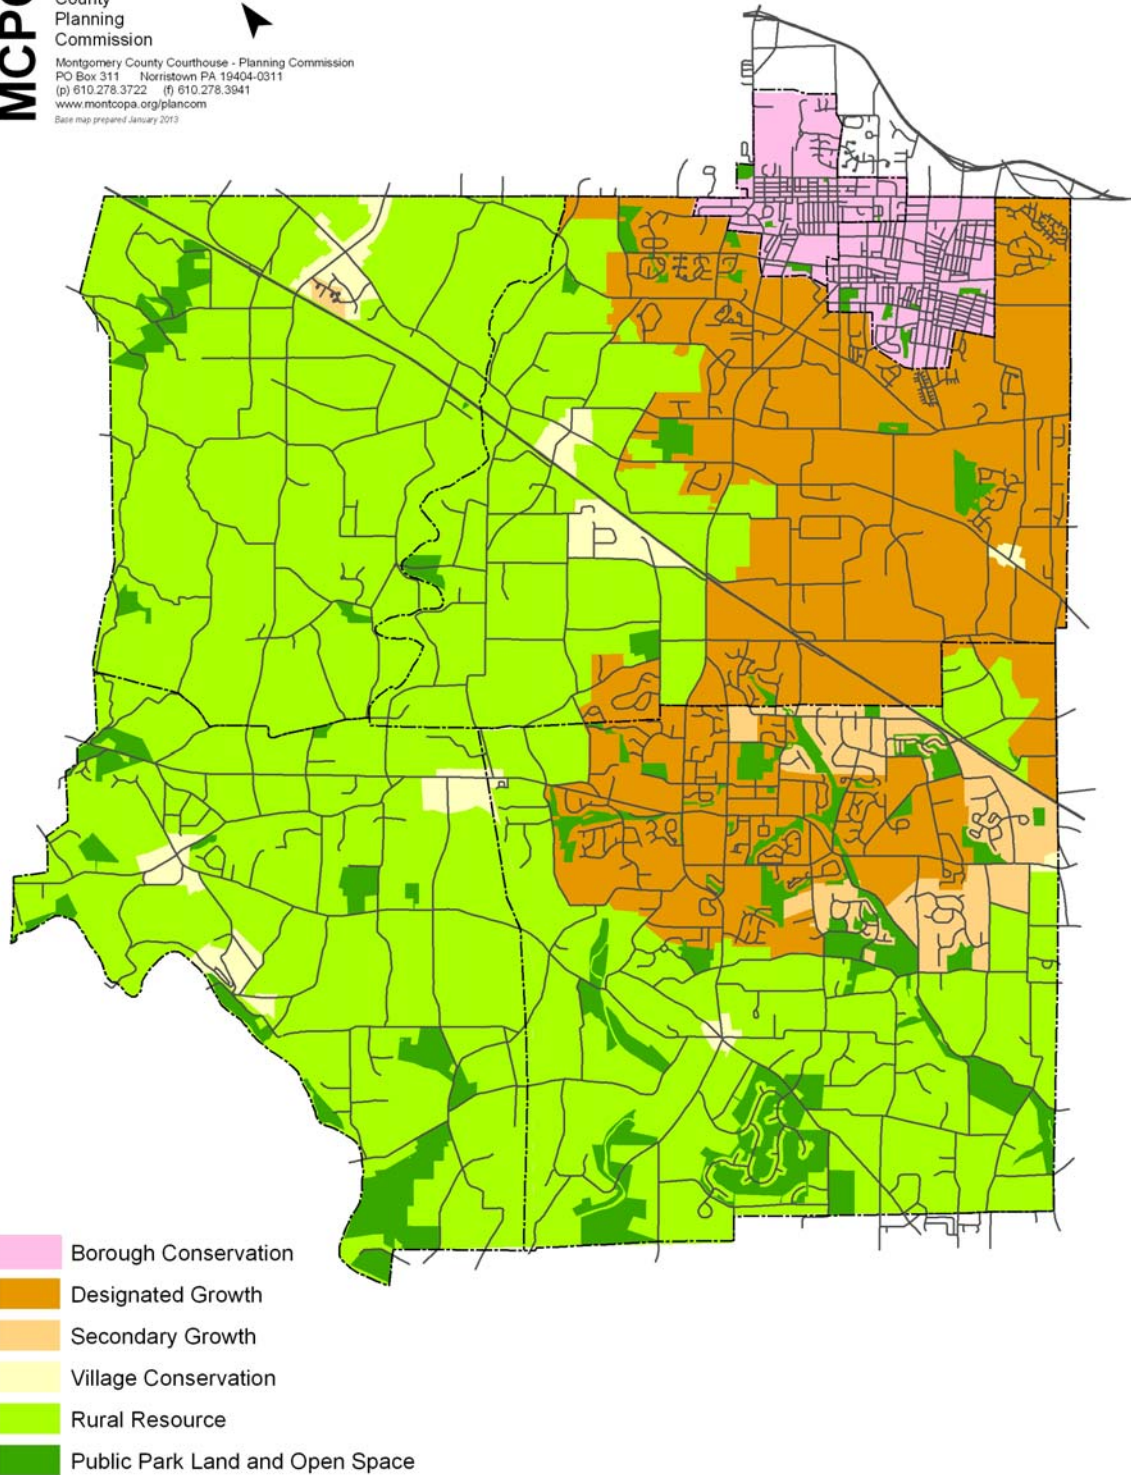 County
Planning
Commission
Montgomery County Courthouse - Planning Commission
PO Box 311 Norristown PA 19404-0311
(p) 610.278.3722 (f) 610.278.3941
www.montcopa.org/plancom
Base map prepared January 2013
Borough Conservation
Designated Growth
Secondary Growth
Village Conservation
Rural Resource
Public Park Land and Open Space